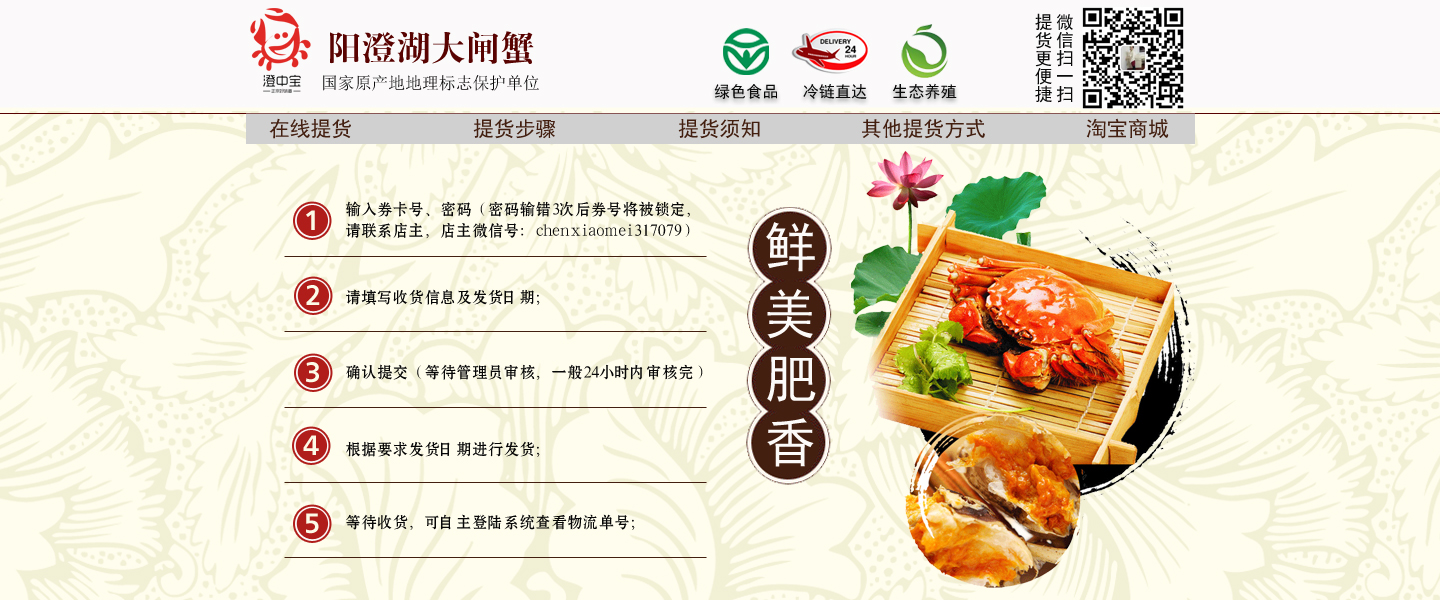 澄中宝
阳澄湖大闸蟹
国家原产地地理标志保护单位
DELIVERY
24
HOUR
绿色食品
冷链直达
生态养殖
微信扫一扫
提货更便捷
在线提货
提货步骤
提货须知
其他提货方式
淘宝商城
1
输入券卡号、密码（密码输错3次后券号将被锁定，
请联系店主，店主微信号：chenxiaomei317079）
2
请填写收货信息及发货日期；
3
确认提交（等待管理员审核，一般24小时内审核完）
4
根据要求发货日期进行发货；
5
等待收货，可自主登陆系统查看物流单号；
鲜美肥香